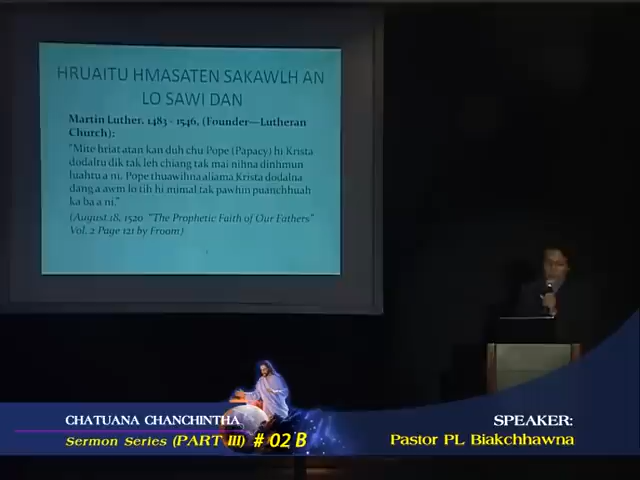 HRUAITU HMASATEN SAKAWLH AN
LO SAWI DAN
Martin Luther, 1483 - 1546, (Founder—Lutheran
Church):
"Mite hriat atan kan duh chu Pope (Papacy) hi Krista
dodaltu dik tak leh chiang tak mai nihna dinhmun
luahtu a ni. Pope thuawihna aliama Krista dodalna
dang a awm lo tih hi mimal tak pawhin puanchhuah
ka ba a ni."
(August 18, 1520 "The Prophetic Faith of Our Fathers"
Vol. 2 Page 121 by Froom)
CHATUANA CHANCHINTHA
Sermon Series (PART III) # 02 B
SPEAKER:
Pastor PL Biakchhawna